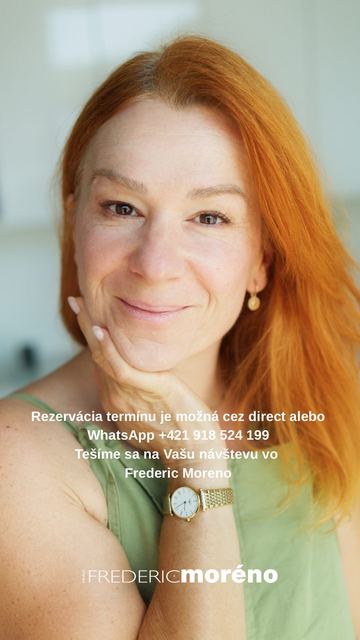 Rezervácia termínu je možná cez direct alebo
WhatsApp +421 918 524 199
Tešíme sa na Vašu návštevu vo
Frederic Moreno
FREDERICmoréno